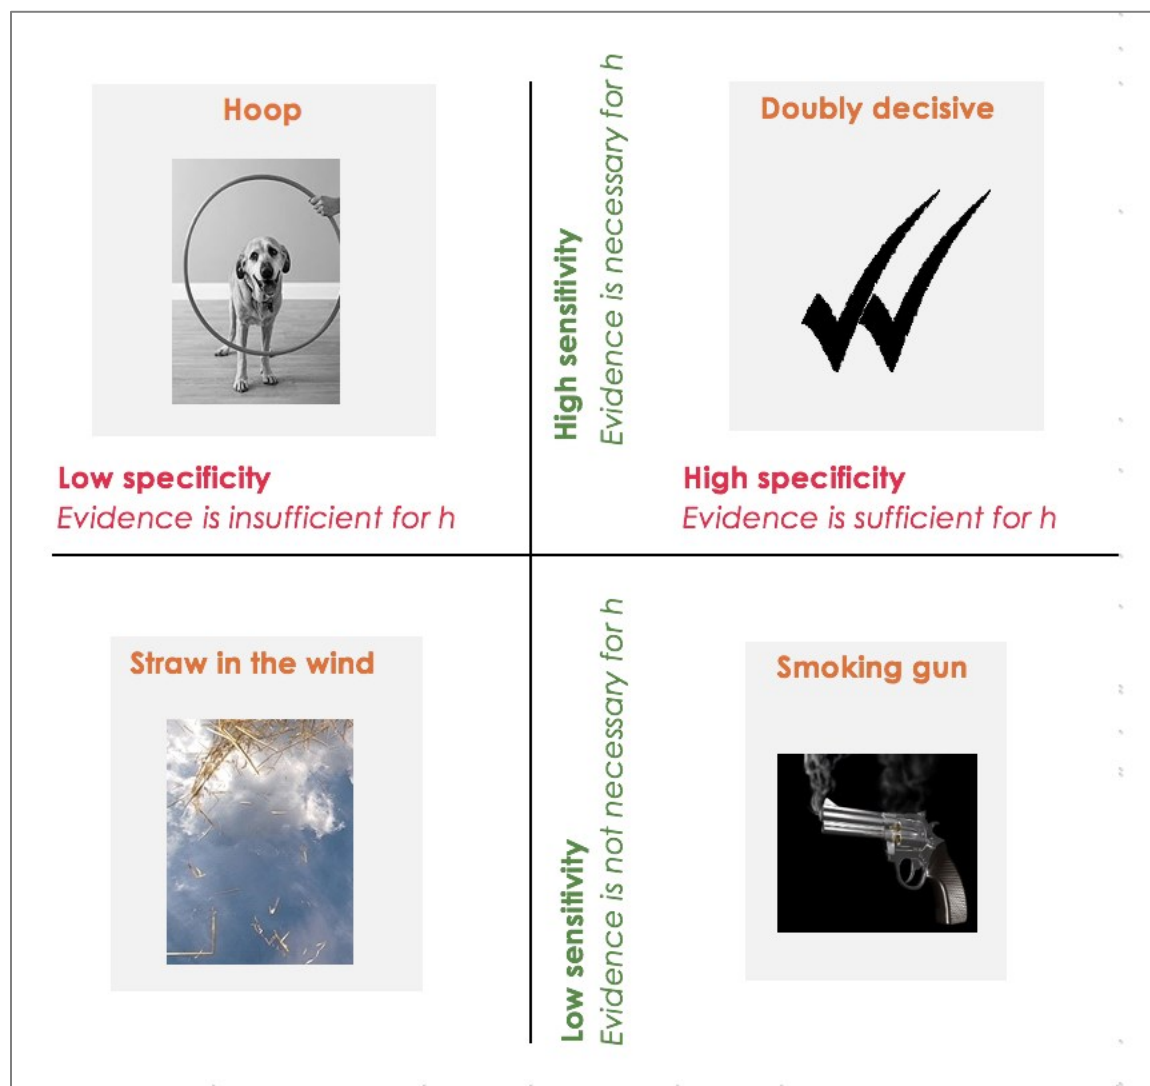 Hoop
Doubly decisive
High sensitivity
Evidence is necessary for h
Low specificity
Evidence is insufficient for h
High specificity
Evidence is sufficient for h
Straw in the wind
Smoking gun
Low sensitivity
Evidence is not necessary for h